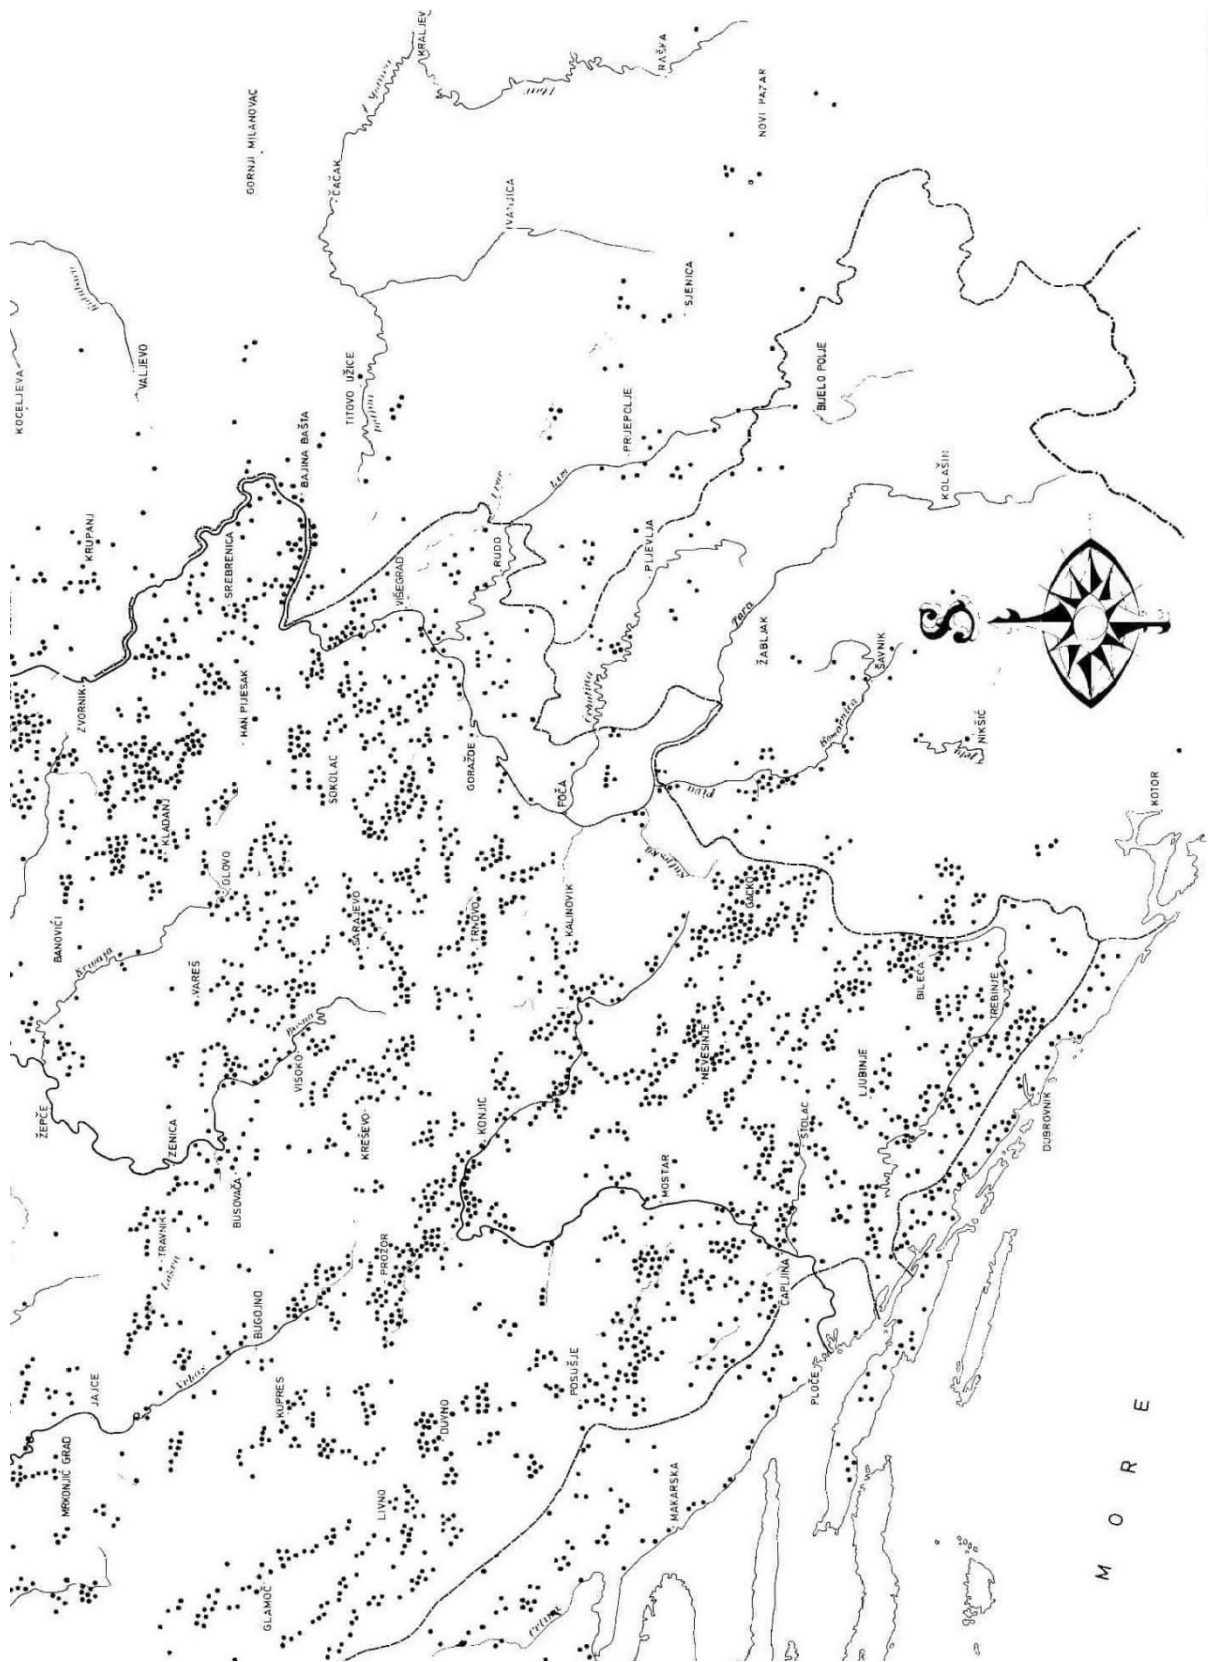 KOCELJEVA
ŽEPČE
BANOVIĆI
MRKONJIĆ GRAD
ZVORNIK
KRUPANJ
JAJCE
Krivaja
VALJEVO
TRAVNIK
KLADANJ
Lašva
ZENICA
Vrbas
VAREŠ
OLOVO
SREBRENICA
BUSOVAČA
HAN PIJESAK
GORNJI MILANOVAC
BUGOJNO
GLAMOČ
KUPRES
VISOKO
Bosna
BAJINA BAŠTA
SOKOLAC
ČAČAK
TITOVO UŽICE
SARAJEVO
KREŠEVO
LIVNO
PROZOR
VIŠEGRAD
KRALJEV
DUVNO
GORAŽDE
TRNOVO
KONJIC
RUDO
IVANJICA
Cetina
Lim
FOČA
KALINOVIK
POSUŠJE
Ćehotina
PRIJEPOLJE
PLJEVLJA
RAŠKA
MOSTAR
MAKARSKA
SJENICA
NEVESINJE
Piva
Tara
GACKO
ŽABLJAK
NOVI PAZAR
ČAPLJINA
STOLAC
PLOČE
BIJELO POLJE
Komarnica
LJUBINJE
ŠAVNIK
BILEĆA
S
KOLAŠIN
NIKŠIĆ
TREBINJE
DUBROVNIK
MORE
KOTOR